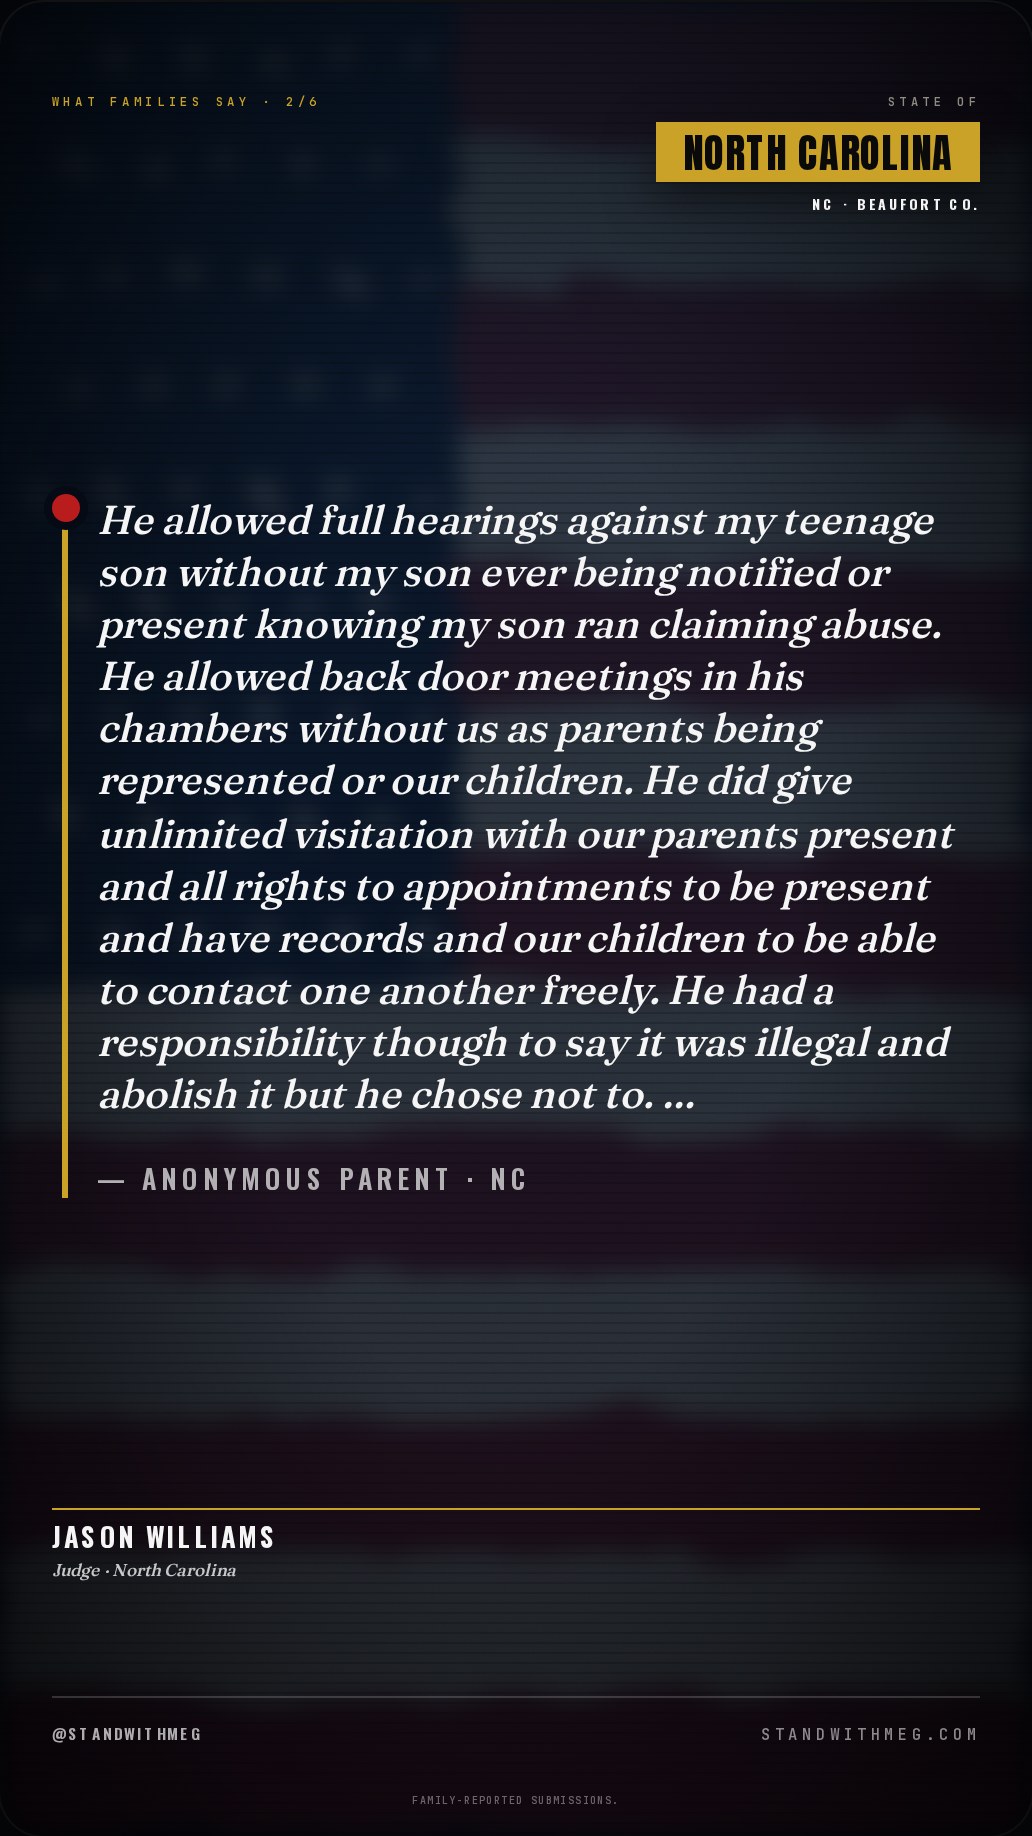 WHAT FAMILIES SAY · 2/6
STATE OF
NORTH CAROLINA
NC · BEAUFORT CO.
He allowed full hearings against my teenage
son without my son ever being notified or
present knowing my son ran claiming abuse.
He allowed back door meetings in his
chambers without us as parents being
represented or our children. He did give
unlimited visitation with our parents present
and all rights to appointments to be present
and have records and our children to be able
to contact one another freely. He had a
responsibility though to say it was illegal and
abolish it but he chose not to. ...
— ANONYMOUS PARENT · NC
JASON WILLIAMS
Judge · North Carolina
@STANDWITHMEG
STANDWITHMEG.COM
FAMILY-REPORTED SUBMISSIONS.